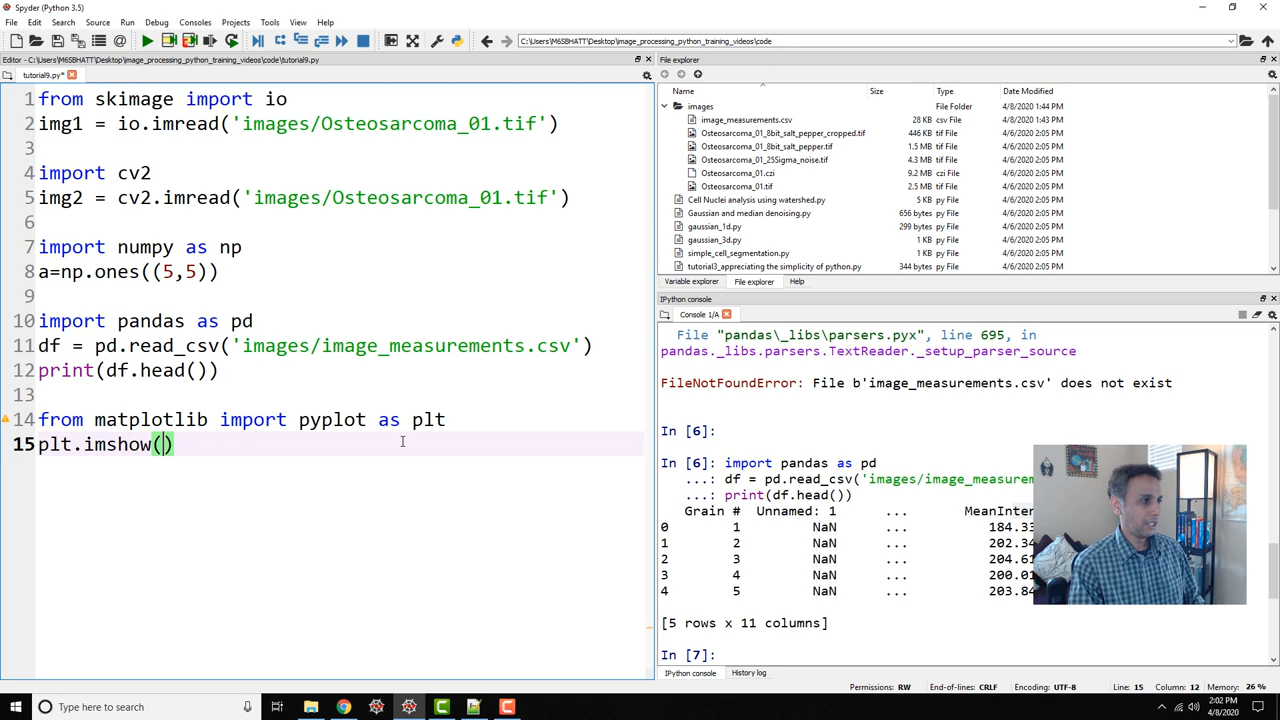 Spyder (Python 3.5)
File Edit Search Source Run Debug Consoles Projects Tools View Help
C:\Users\M6SBHATT\Desktop\image_processing_python_training_videos\code
Editor - C:\Users\M6SBHATT\Desktop\image_processing_python_training_videos\code\tutorial9.py
tutorial9.py*
1 from skimage import io
2 img1 = io.imread('images/Osteosarcoma_01.tif')
3
4 import cv2
5 img2 = cv2.imread('images/Osteosarcoma_01.tif')
6
7 import numpy as np
8 a=np.ones((5,5))
9
10 import pandas as pd
11 df = pd.read_csv('images/image_measurements.csv')
12 print(df.head())
13
14 from matplotlib import pyplot as plt
15 plt.imshow()
File explorer
Name Size Type Date Modified
images File Folder 4/8/2020 1:44 PM
image_measurements.csv 28 KB csv File 4/8/2020 1:43 PM
Osteosarcoma_01_8bit_salt_pepper_cropped.tif 446 KB tif File 4/6/2020 2:05 PM
Osteosarcoma_01_8bit_salt_pepper.tif 1.5 MB tif File 4/6/2020 2:05 PM
Osteosarcoma_01_25Sigma_noise.tif 4.3 MB tif File 4/6/2020 2:05 PM
Osteosarcoma_01.czi 9.2 MB czi File 4/6/2020 2:05 PM
Osteosarcoma_01.tif 2.5 MB tif File 4/6/2020 2:05 PM
Cell Nuclei analysis using watershed.py 5 KB py File 4/6/2020 2:05 PM
Gaussian and median denoising.py 656 bytes py File 4/6/2020 2:05 PM
gaussian_1d.py 299 bytes py File 4/6/2020 2:05 PM
gaussian_3d.py 1 KB py File 4/6/2020 2:05 PM
simple_cell_segmentation.py 1 KB py File 4/6/2020 2:05 PM
tutorial3_appreciating the simplicity of python.py 344 bytes py File 4/6/2020 2:05 PM
Variable explorer File explorer Help
IPython console
Console 1/A
File "pandas\_libs\parsers.pyx", line 695, in
pandas._libs.parsers.TextReader._setup_parser_source
FileNotFoundError: File b'image_measurements.csv' does not exist
In [6]:
In [6]: import pandas as pd
...: df = pd.read_csv('images/image_measurem
...: print(df.head())
Grain # Unnamed: 1 ... MeanInten
0 1 NaN ... 184.33
1 2 NaN ... 202.34
2 3 NaN ... 204.61
3 4 NaN ... 200.01
4 5 NaN ... 203.84
[5 rows x 11 columns]
In [7]:
IPython console History log
Permissions: RW End-of-lines: CRLF Encoding: UTF-8 Line: 15 Column: 12 Memory: 26 %
Type here to search
2:02 PM
4/8/2020